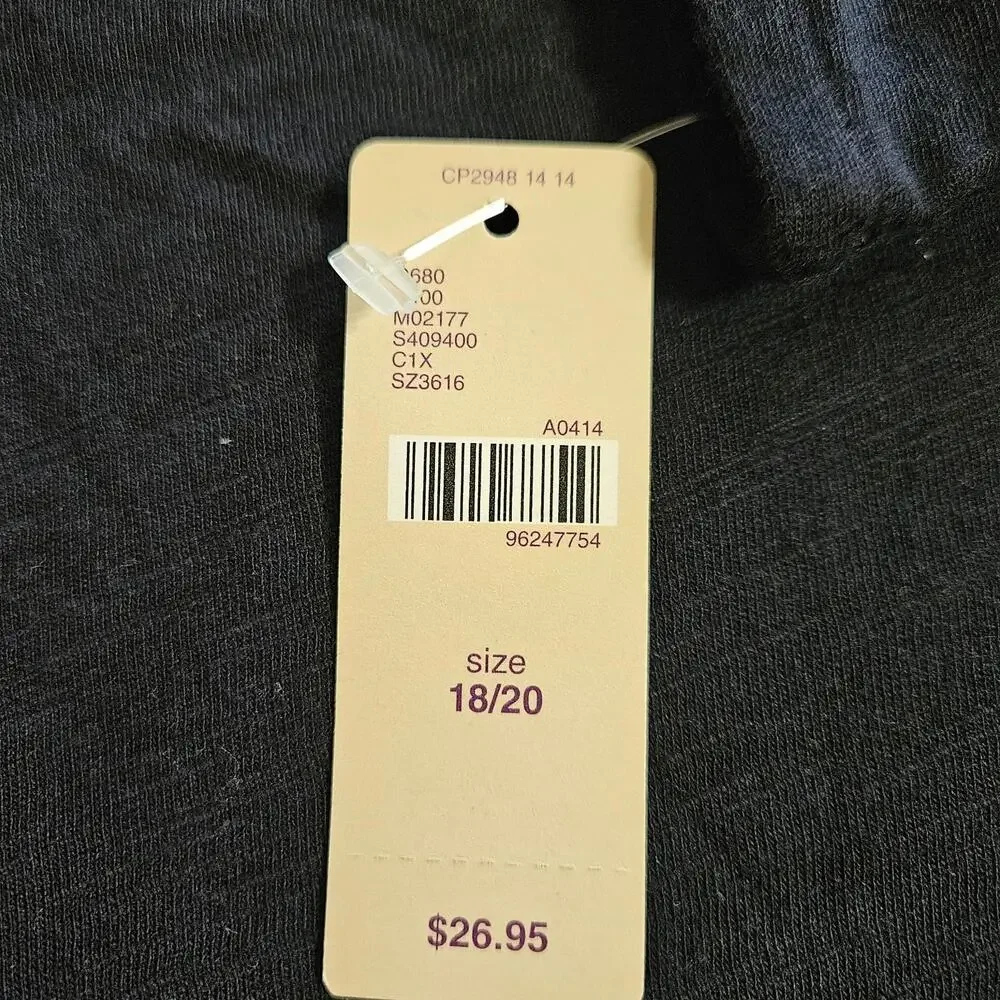 CP2948 14 14
M02177
S409400
C1X
SZ3616
A0414
96247754
size
18/20
$26.95